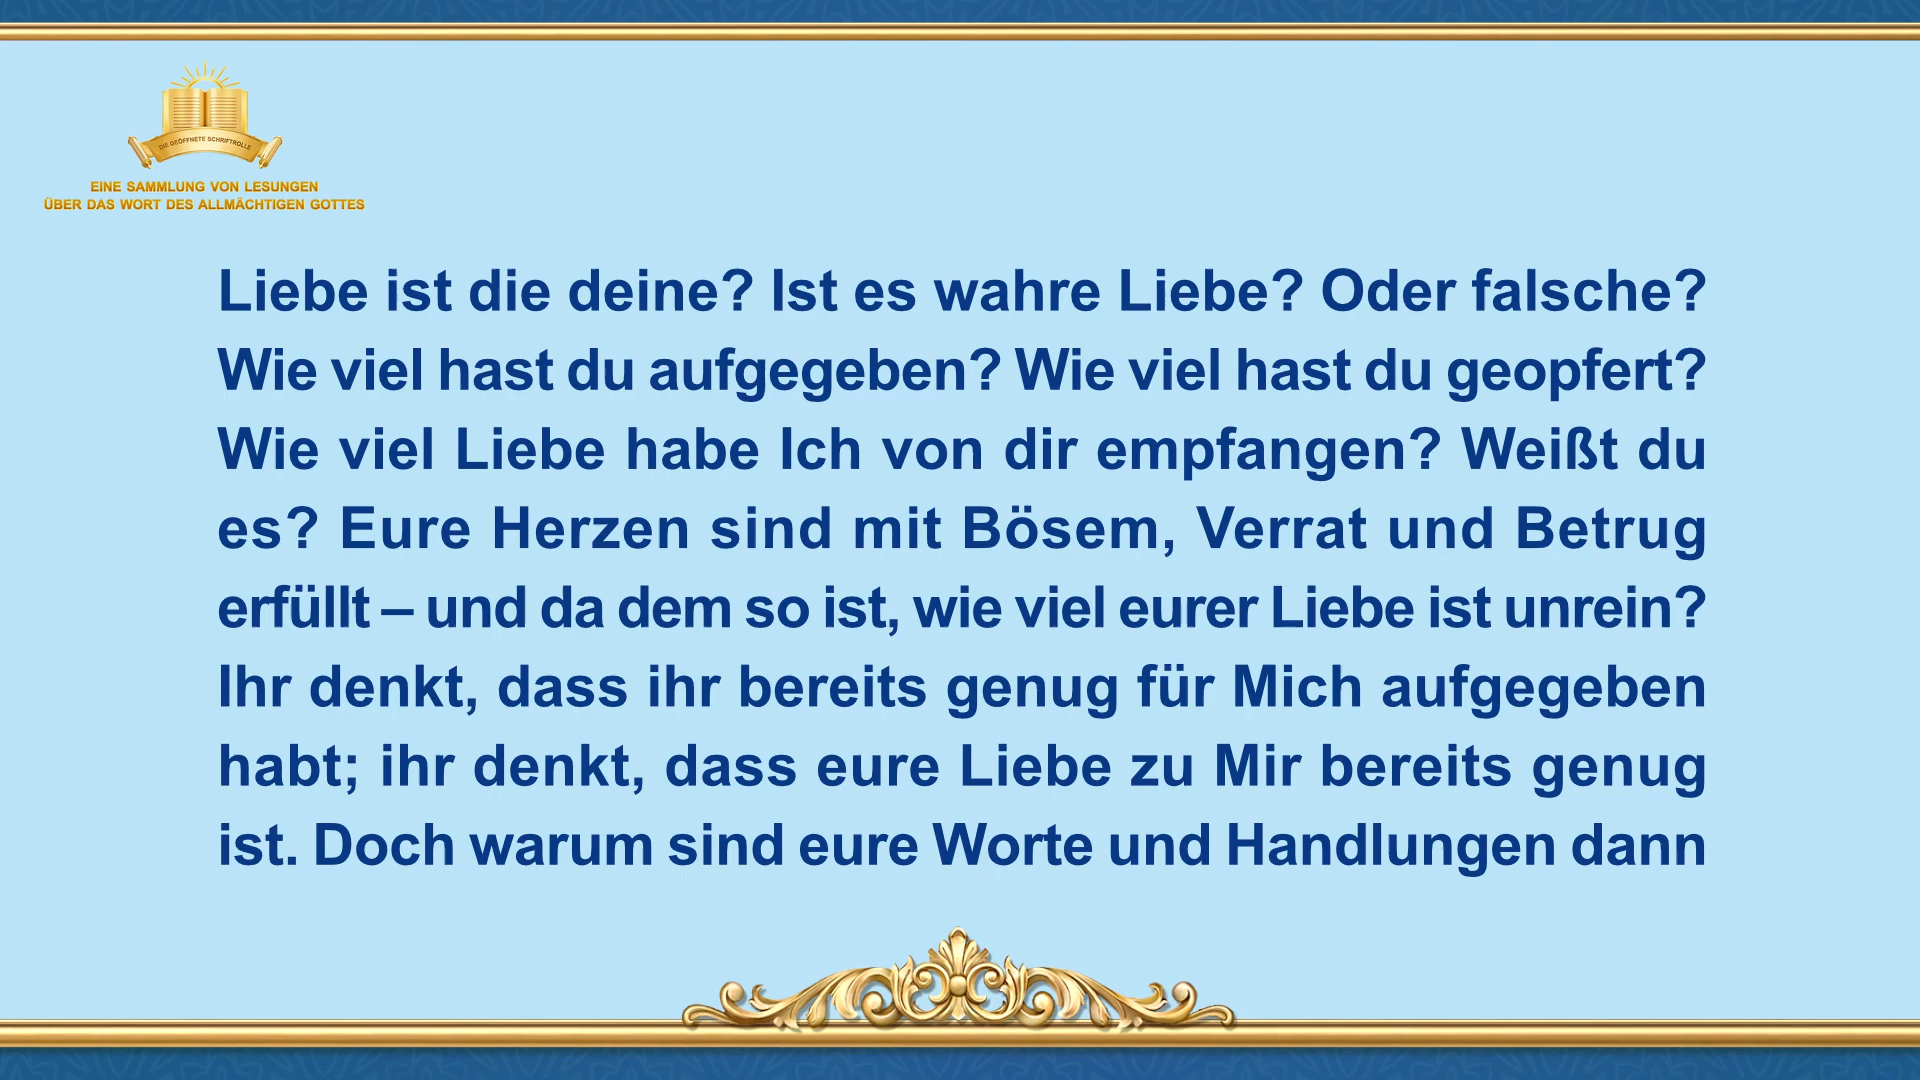 DIE GEÖFFNETE SCHRIFTROLLE
EINE SAMMLUNG VON LESUNGEN
ÜBER DAS WORT DES ALLMÄCHTIGEN GOTTES
Liebe ist die deine? Ist es wahre Liebe? Oder falsche?
Wie viel hast du aufgegeben? Wie viel hast du geopfert?
Wie viel Liebe habe Ich von dir empfangen? Weißt du
es? Eure Herzen sind mit Bösem, Verrat und Betrug
erfüllt – und da dem so ist, wie viel eurer Liebe ist unrein?
Ihr denkt, dass ihr bereits genug für Mich aufgegeben
habt; ihr denkt, dass eure Liebe zu Mir bereits genug
ist. Doch warum sind eure Worte und Handlungen dann